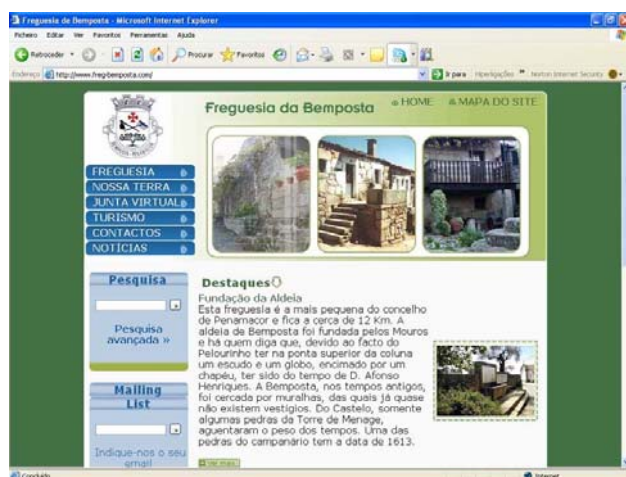 Freguesia de Bemposta - Microsoft Internet Explorer
Ficheiro Editar Ver Favoritos Ferramentas Ajuda
Retroceder Procurar Favoritos
Endereço http://www.freg-bemposta.com/ Ir para Hiperligações Norton Internet Security
Freguesia da Bemposta
HOME MAPA DO SITE
FREGUESIA
NOSSA TERRA
JUNTA VIRTUAL
TURISMO
CONTACTOS
NOTÍCIAS
Pesquisa
Pesquisa
avançada »
Mailing
List
Indique-nos o seu
email
Destaques
Fundação da Aldeia
Esta freguesia é a mais pequena do concelho
de Penamacor e fica a cerca de 12 Km. A
aldeia de Bemposta foi fundada pelos Mouros
e há quem diga que, devido ao facto do
Pelourinho ter na ponta superior da coluna
um escudo e um globo, encimado por um
chapéu, ter sido do tempo de D. Afonso
Henriques. A Bemposta, nos tempos antigos,
foi cercada por muralhas, das quais já quase
não existem vestígios. Do Castelo, somente
algumas pedras da Torre de Menage,
aguentaram o peso dos tempos. Uma das
pedras do campanário tem a data de 1613.
Ver mais
Concluído Internet